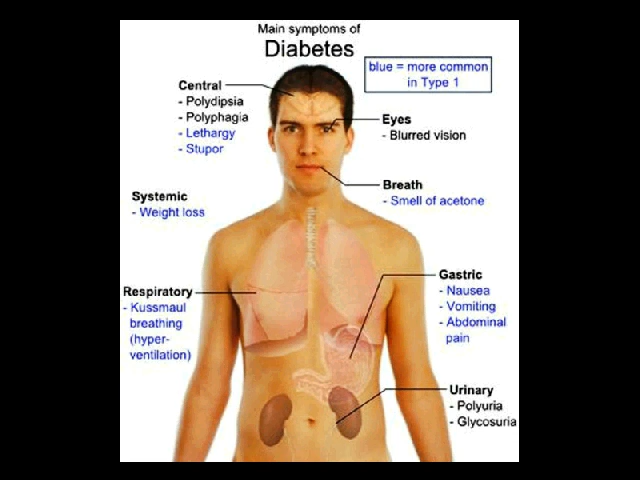 Main symptoms of
Diabetes
blue = more common
in Type 1
Central
- Polydipsia
- Polyphagia
- Lethargy
- Stupor
Eyes
- Blurred vision
Breath
- Smell of acetone
Systemic
- Weight loss
Respiratory
- Kussmaul
breathing
(hyper-
ventilation)
Gastric
- Nausea
- Vomiting
- Abdominal
pain
Urinary
- Polyuria
- Glycosuria